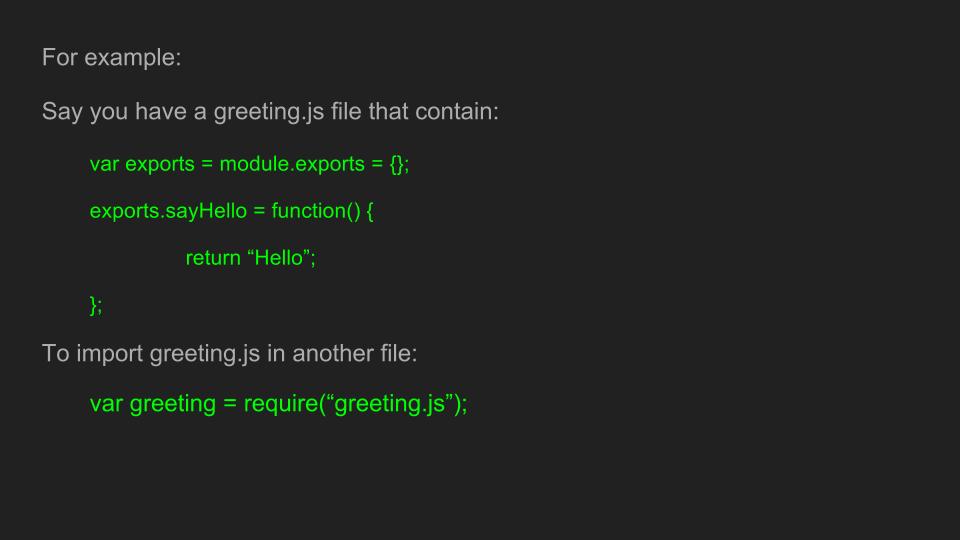 For example:
Say you have a greeting.js file that contain:
var exports = module.exports = {};
exports.sayHello = function() {
return “Hello”;
};
To import greeting.js in another file:
var greeting = require(“greeting.js”);